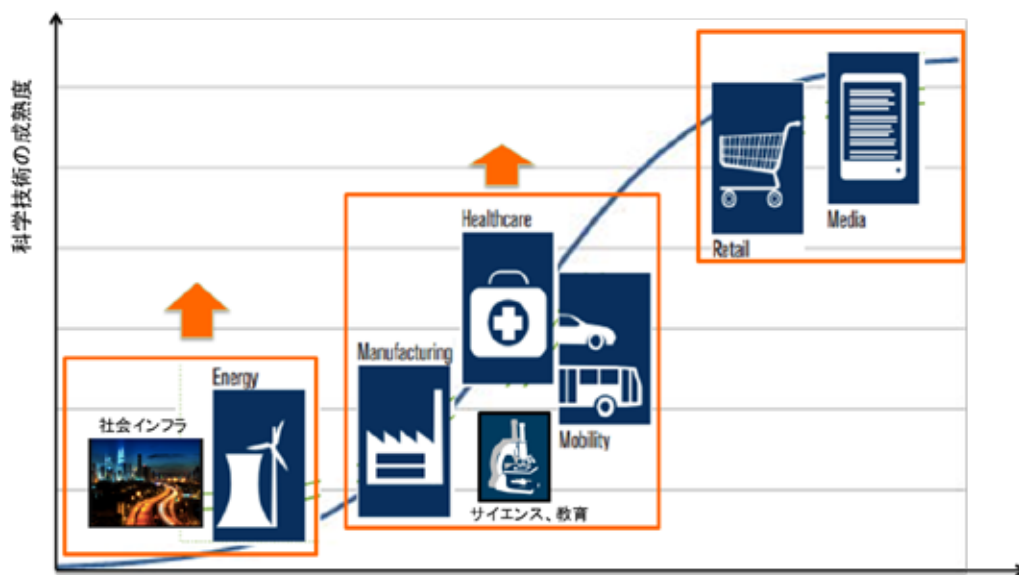 科学技術の成熟度
Retail
Media
Healthcare
Manufacturing
Mobility
サイエンス、教育
Energy
社会インフラ